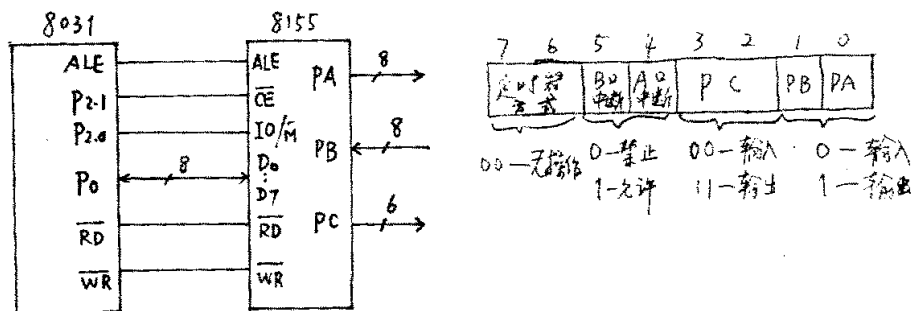 8031
8155
ALE
P2.1
P2.0
P0
8
RD
WR
ALE
CE
IO/M
D0
⋮
D7
RD
WR
PA
PB
PC
8
8
6
7 6 5 4 3 2 1 0
定时器方式
B口中断
A口中断
PC
PB
PA
00—无操作
0—禁止
1—允许
00—输入
11—输出
0—输入
1—输出